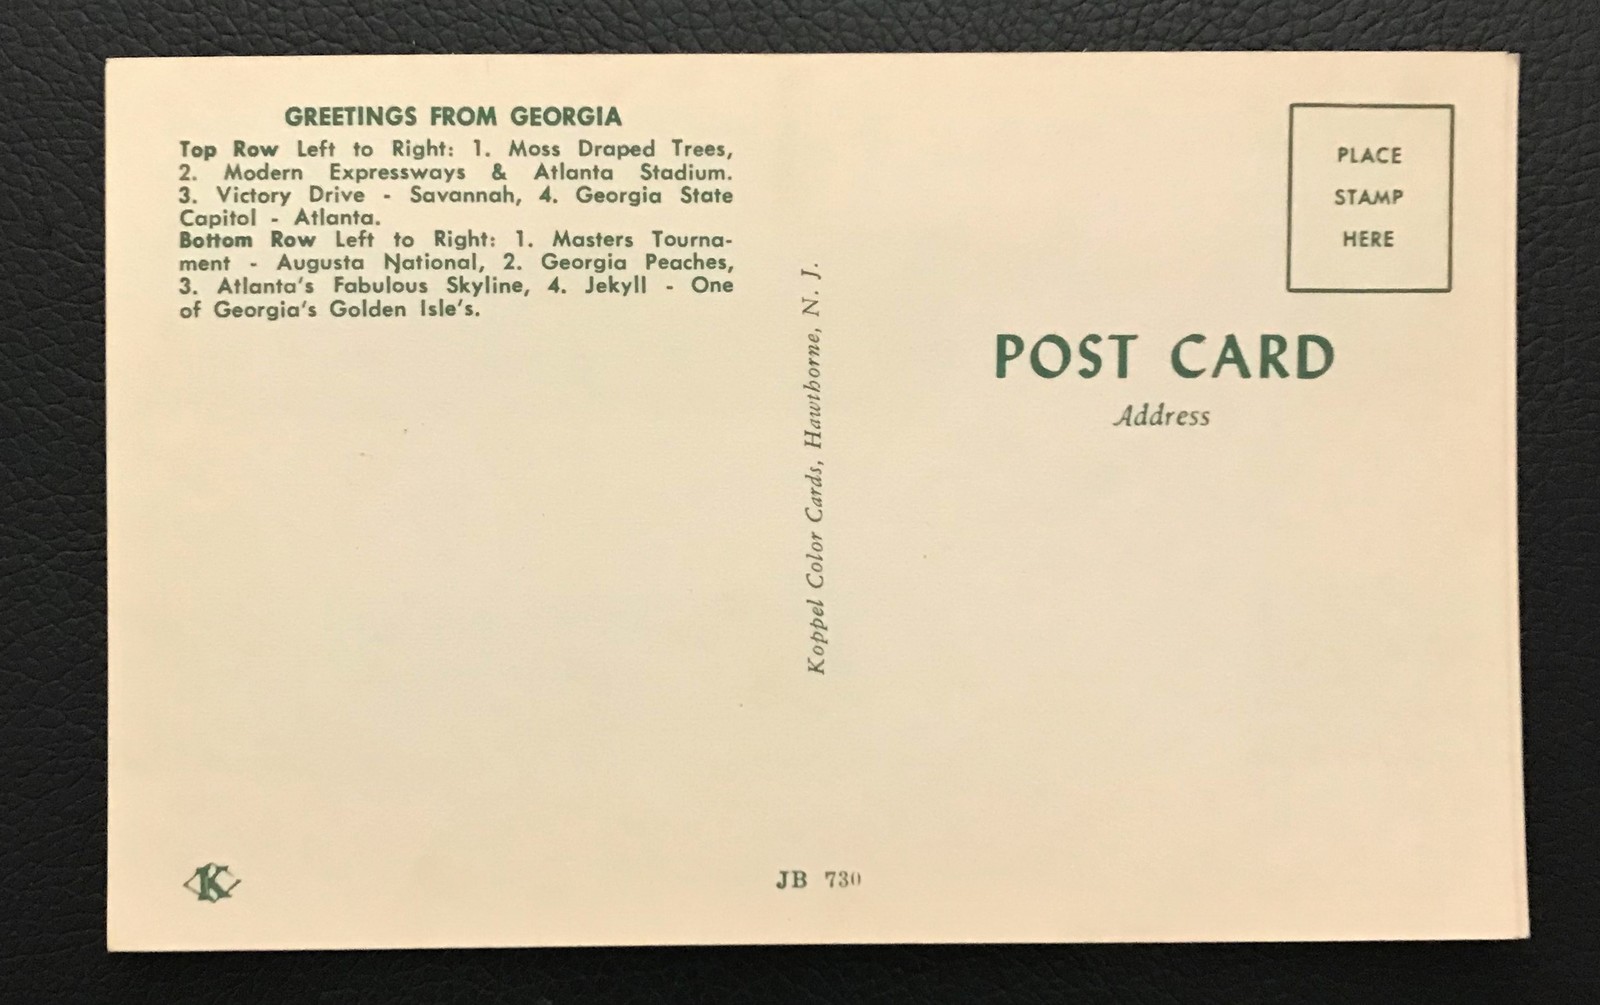 GREETINGS FROM GEORGIA
Top Row Left to Right: 1. Moss Draped Trees,
2. Modern Expressways & Atlanta Stadium.
3. Victory Drive - Savannah, 4. Georgia State
Capitol - Atlanta.
Bottom Row Left to Right: 1. Masters Tourna-
ment - Augusta National, 2. Georgia Peaches,
3. Atlanta's Fabulous Skyline, 4. Jekyll - One
of Georgia's Golden Isle's.
K
Koppel Color Cards, Hawthorne, N. J.
JB 730
PLACE
STAMP
HERE
POST CARD
Address